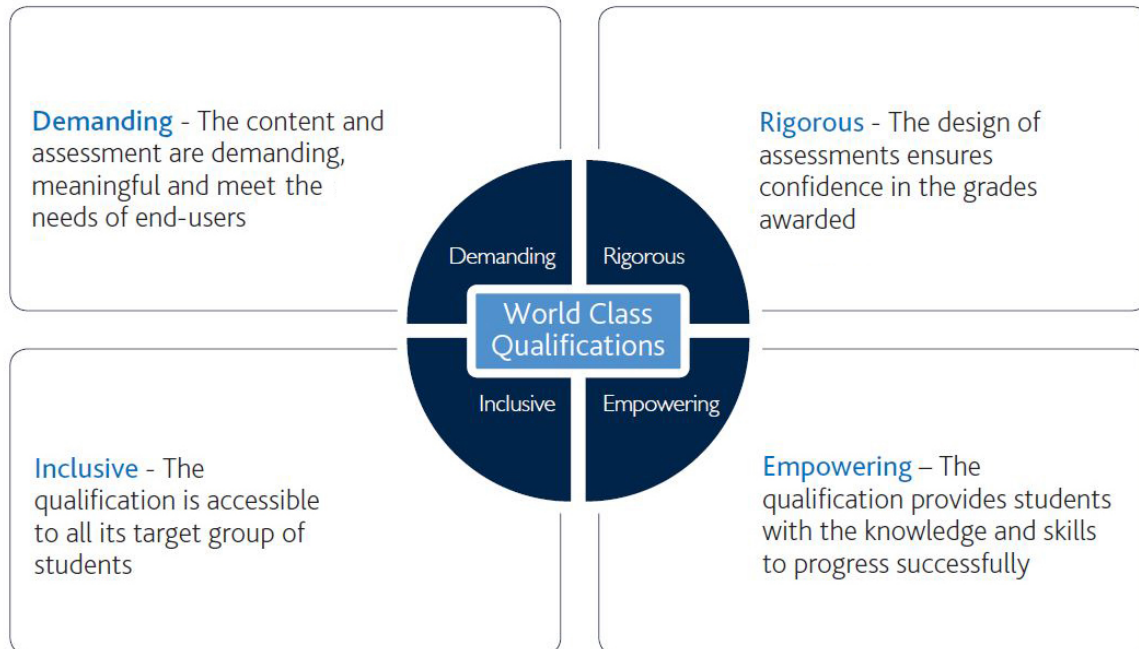 Demanding - The content and
assessment are demanding,
meaningful and meet the
needs of end-users
Rigorous - The design of
assessments ensures
confidence in the grades
awarded
Demanding
Rigorous
World Class
Qualifications
Inclusive
Empowering
Inclusive - The
qualification is accessible
to all its target group of
students
Empowering – The
qualification provides students
with the knowledge and skills
to progress successfully